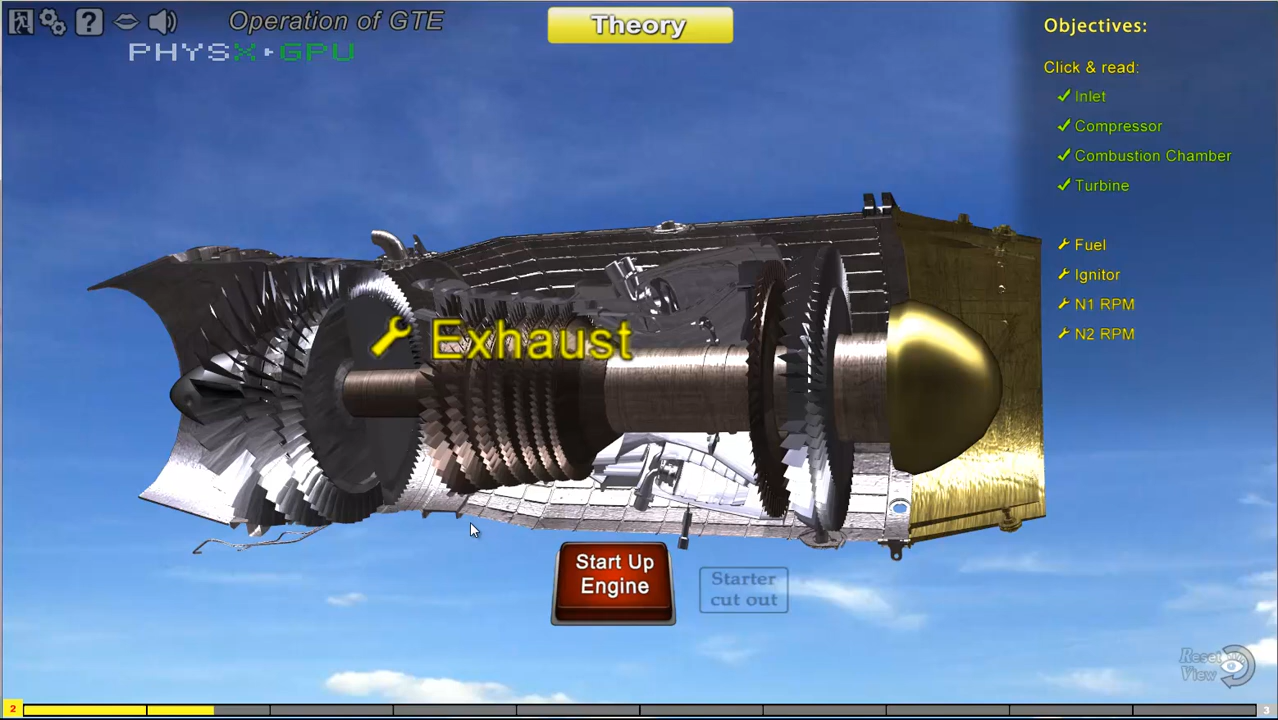 Operation of GTE
PHYSX·GPU
Theory
Objectives:
Click & read:
Inlet
Compressor
Combustion Chamber
Turbine
Fuel
Ignitor
N1 RPM
N2 RPM
Exhaust
Start Up
Engine
Starter
cut out
Reset
View
2
3